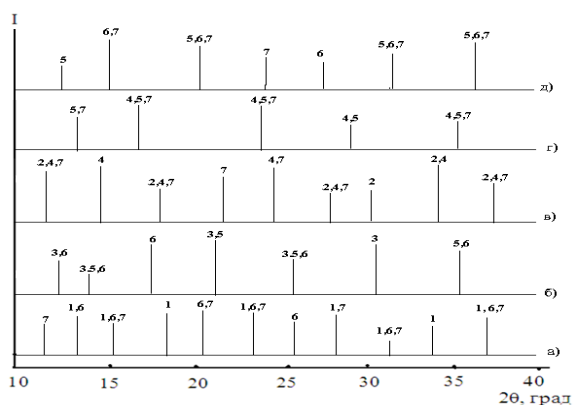 I
5 6,7 5,6,7 7 6 5,6,7 5,6,7
д)
5,7 4,5,7 4,5,7 4,5 4,5,7
г)
2,4,7 4 2,4,7 7 4,7 2,4,7 2 2,4 2,4,7
в)
3,6 3,5,6 6 3,5 3,5,6 3 5,6
б)
7 1,6 1,6,7 1 6,7 1,6,7 6 1,7 1,6,7 1 1, 6,7
а)
10 15 20 25 30 35 40
2θ, град